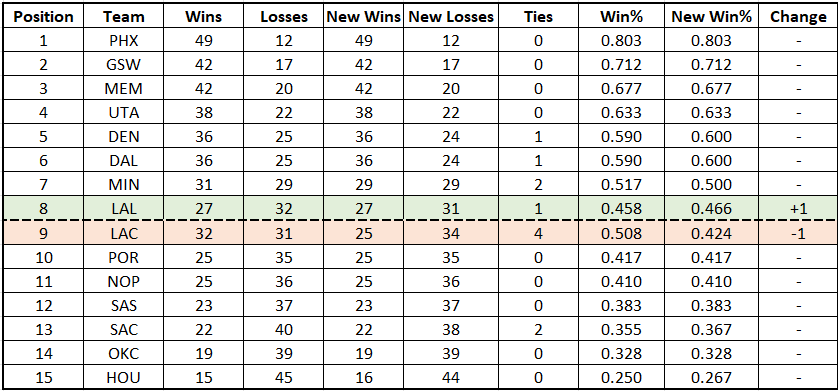 Position Team Wins Losses New Wins New Losses Ties Win% New Win% Change
1 PHX 49 12 49 12 0 0.803 0.803 -
2 GSW 42 17 42 17 0 0.712 0.712 -
3 MEM 42 20 42 20 0 0.677 0.677 -
4 UTA 38 22 38 22 0 0.633 0.633 -
5 DEN 36 25 36 24 1 0.590 0.600 -
6 DAL 36 25 36 24 1 0.590 0.600 -
7 MIN 31 29 29 29 2 0.517 0.500 -
8 LAL 27 32 27 31 1 0.458 0.466 +1
9 LAC 32 31 25 34 4 0.508 0.424 -1
10 POR 25 35 25 35 0 0.417 0.417 -
11 NOP 25 36 25 36 0 0.410 0.410 -
12 SAS 23 37 23 37 0 0.383 0.383 -
13 SAC 22 40 22 38 2 0.355 0.367 -
14 OKC 19 39 19 39 0 0.328 0.328 -
15 HOU 15 45 16 44 0 0.250 0.267 -